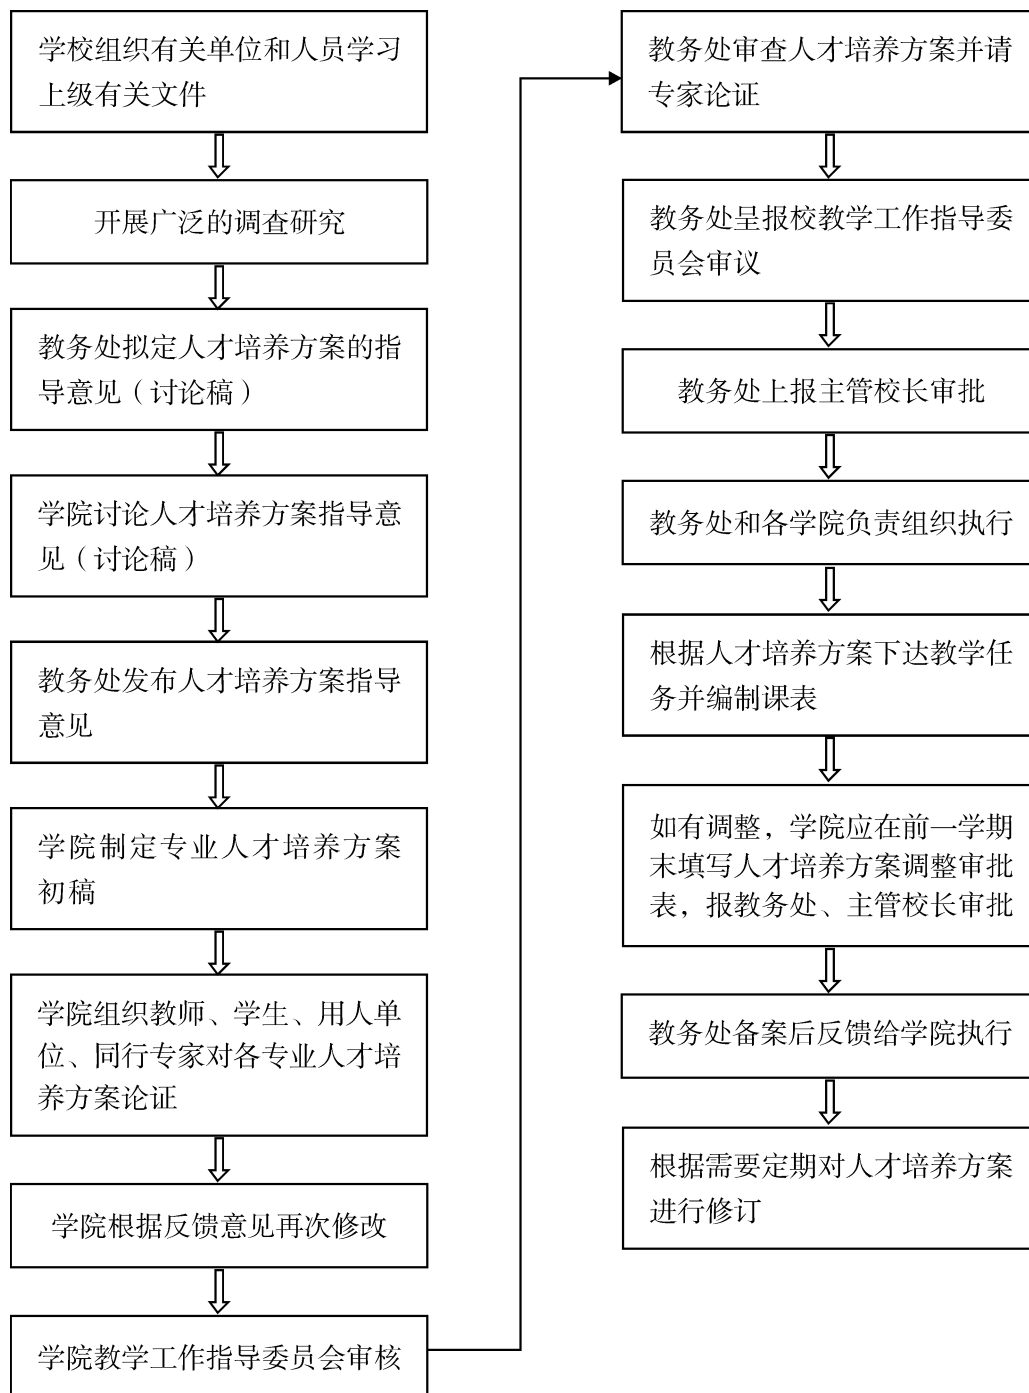 学校组织有关单位和人员学习
上级有关文件
开展广泛的调查研究
教务处拟定人才培养方案的指
导意见（讨论稿）
学院讨论人才培养方案指导意
见（讨论稿）
教务处发布人才培养方案指导
意见
学院制定专业人才培养方案
初稿
学院组织教师、学生、用人单
位、同行专家对各专业人才培
养方案论证
学院根据反馈意见再次修改
学院教学工作指导委员会审核
教务处审查人才培养方案并请
专家论证
教务处呈报校教学工作指导委
员会审议
教务处上报主管校长审批
教务处和各学院负责组织执行
根据人才培养方案下达教学任
务并编制课表
如有调整，学院应在前一学期
末填写人才培养方案调整审批
表，报教务处、主管校长审批
教务处备案后反馈给学院执行
根据需要定期对人才培养方案
进行修订